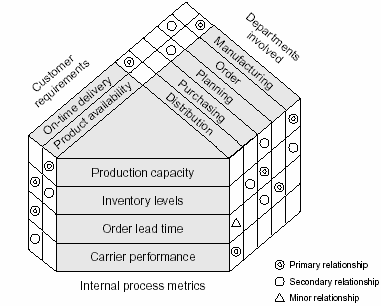 Customer
requirements
Departments
involved
On-time delivery
Product availability
Manufacturing
Order
Planning
Purchasing
Distribution
Production capacity
Inventory levels
Order lead time
Carrier performance
Internal process metrics
Primary relationship
Secondary relationship
Minor relationship